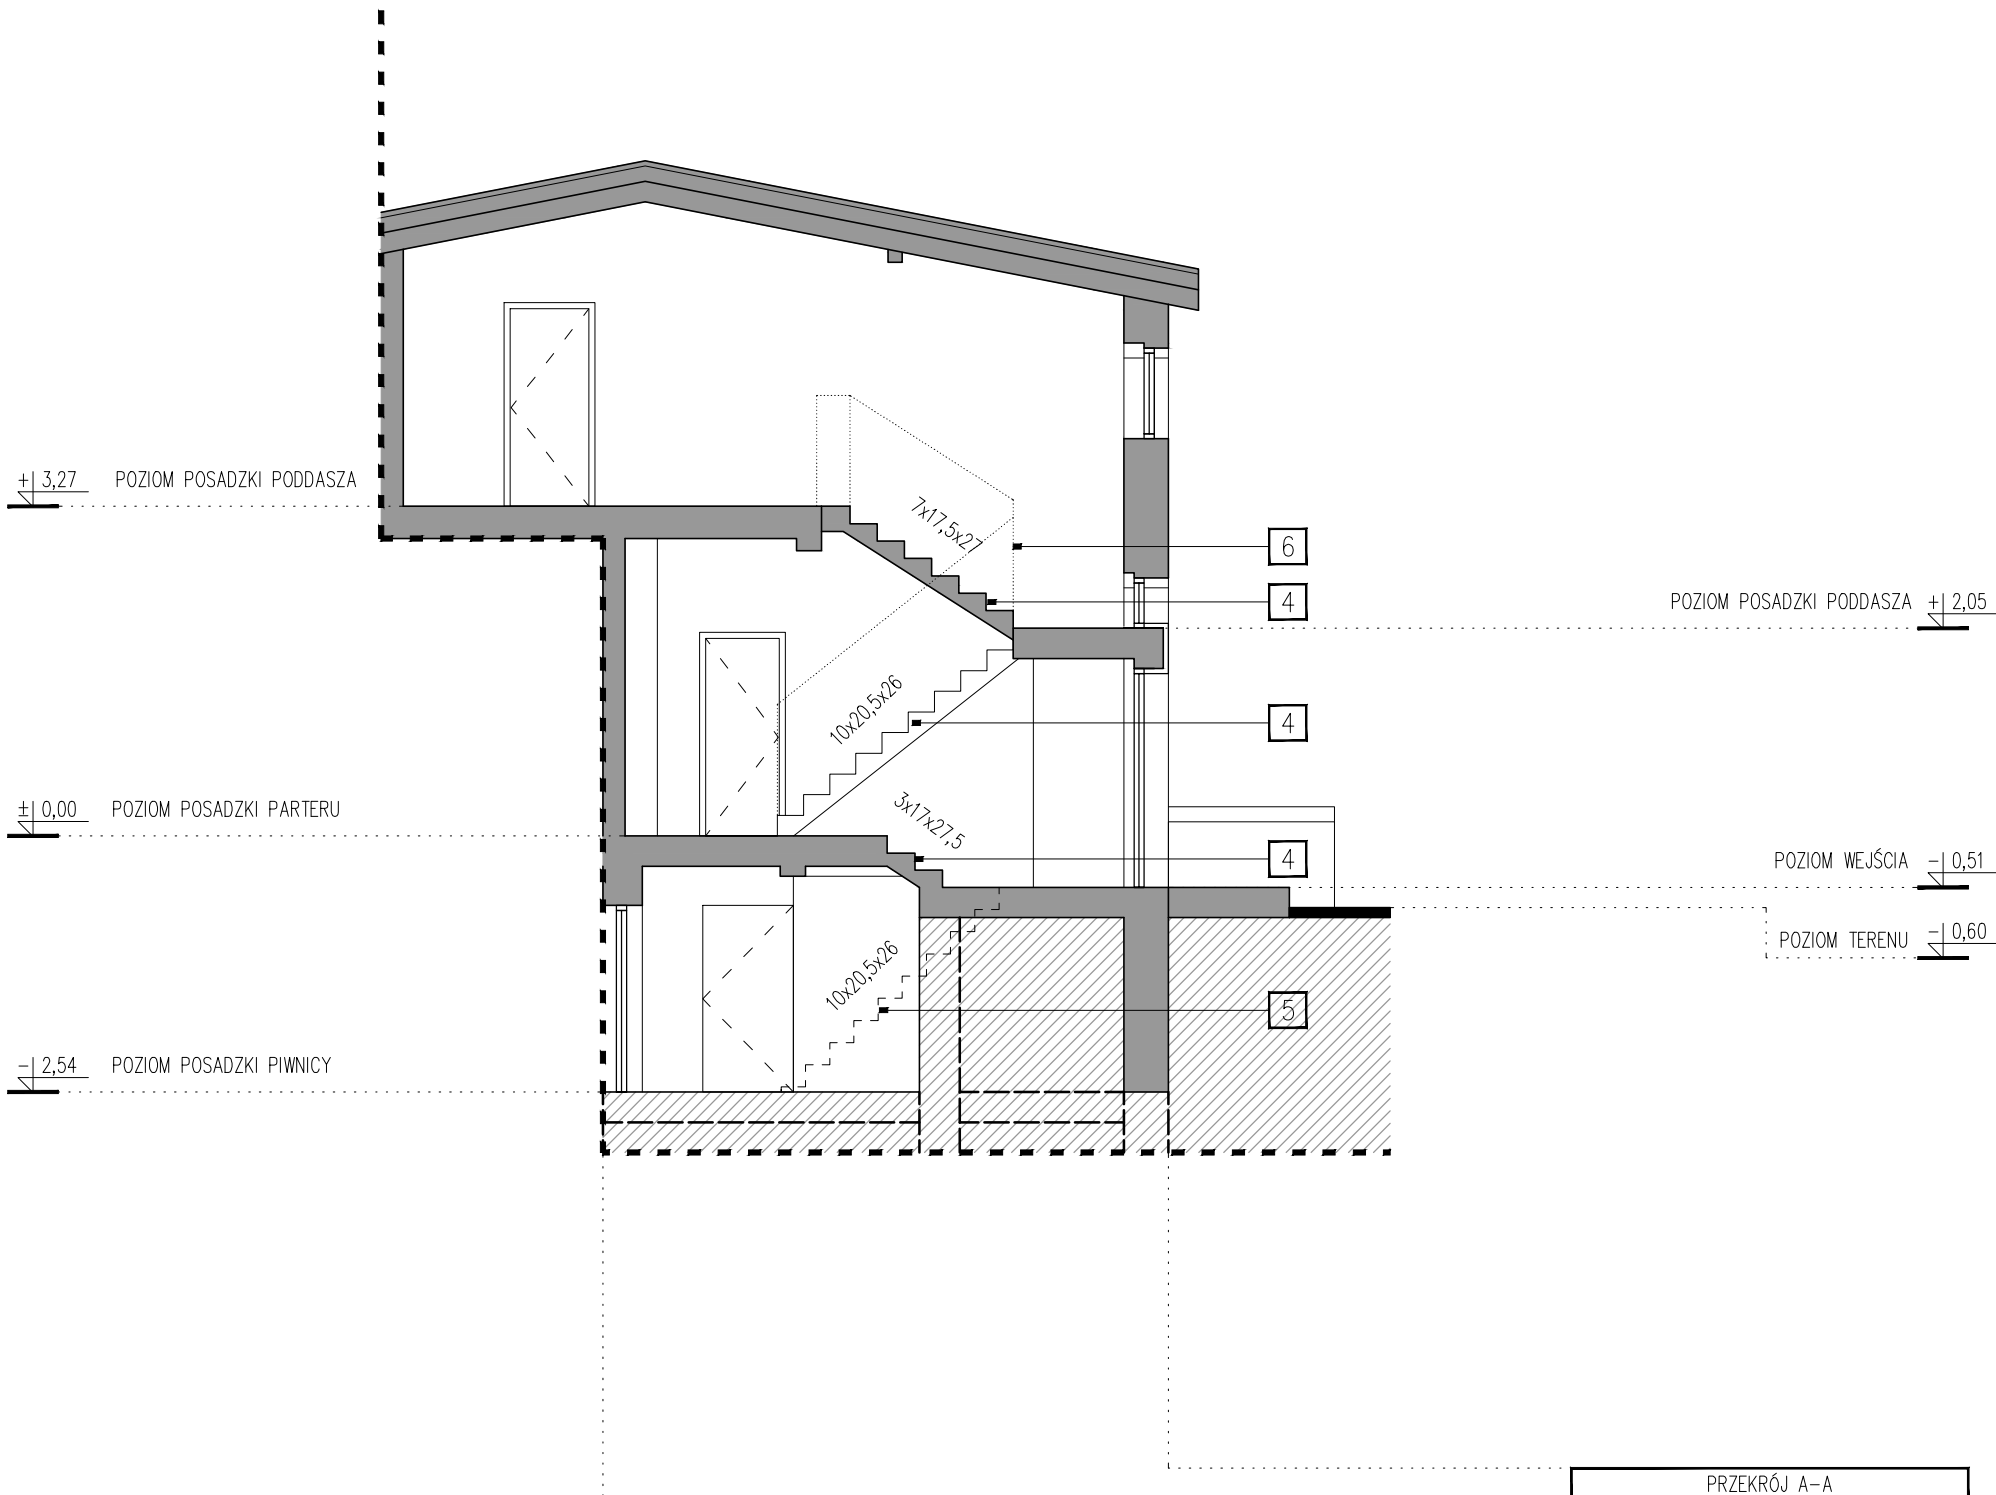 + 3,27 POZIOM POSADZKI PODDASZA
7x17,5x27
6
4
POZIOM POSADZKI PODDASZA + 2,05
10x20,5x26
4
± 0,00 POZIOM POSADZKI PARTERU
3x17x27,5
4
POZIOM WEJŚCIA - 0,51
POZIOM TERENU - 0,60
10x20,5x26
5
- 2,54 POZIOM POSADZKI PIWNICY
PRZEKRÓJ A-A